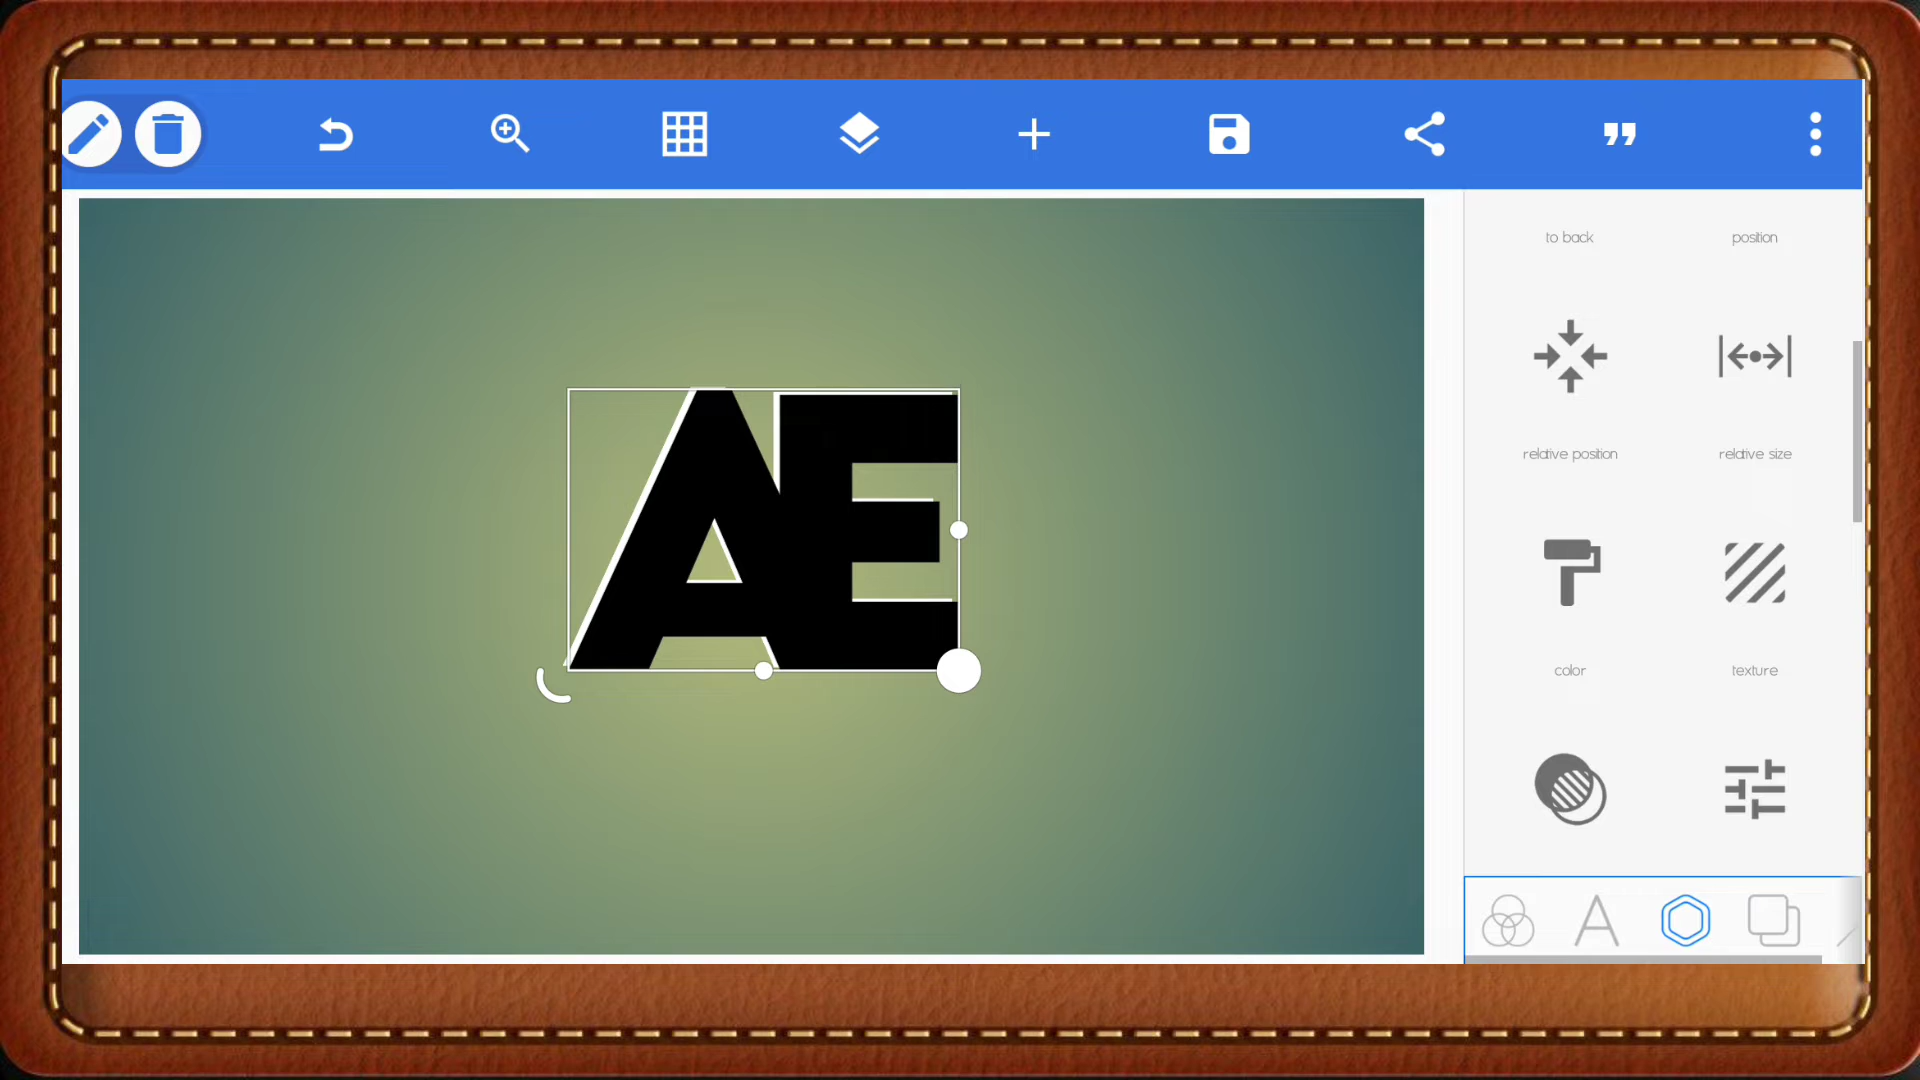 to back
position
AE
relative position
relative size
color
texture